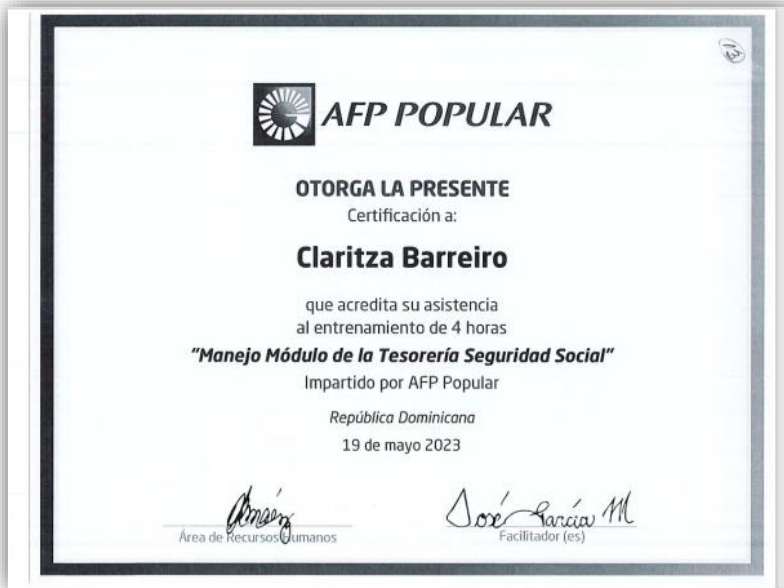 AFP POPULAR
OTORGA LA PRESENTE
Certificación a:
Claritza Barreiro
que acredita su asistencia
al entrenamiento de 4 horas
"Manejo Módulo de la Tesorería Seguridad Social"
Impartido por AFP Popular
República Dominicana
19 de mayo 2023
José García M
Área de Recursos Humanos
Facilitador (es)